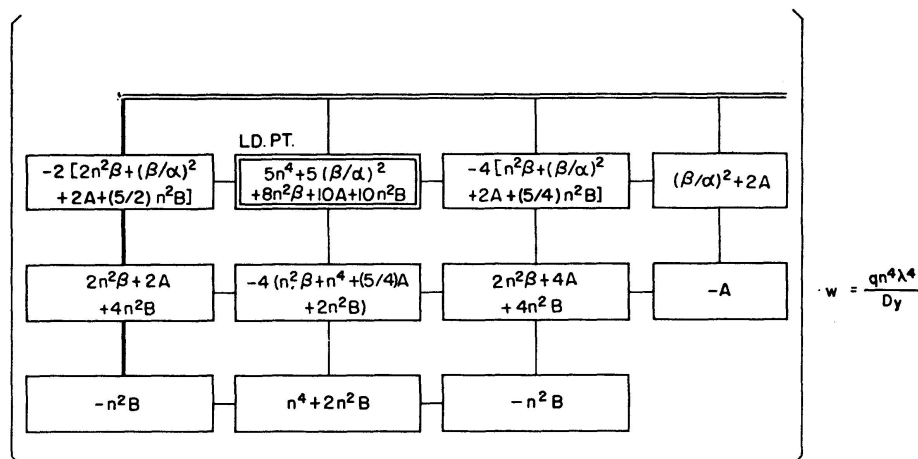 L.D. PT.
-2 [2n²β+(β/α)²
+2A+(5/2) n²B]
5n⁴+5 (β/α)²
+8n²β+10A+10n²B
-4[n²β+(β/α)²
+2A+(5/4) n²B]
(β/α)²+2A
2n²β+2A
+4n²B
-4 (n²β+n⁴+(5/4)A
+2n²B)
2n²β+4A
+4n²B
-A
-n²B
n⁴+2n²B
-n²B
w = qn⁴λ⁴
Dy